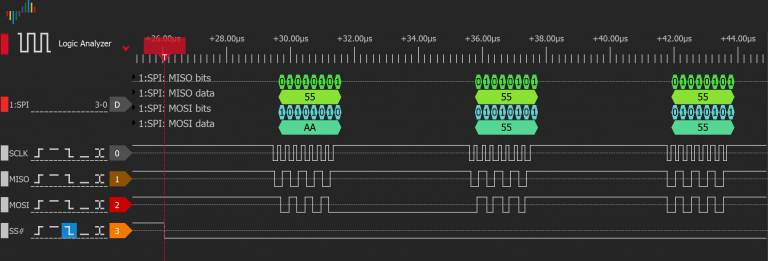 Logic Analyzer
+26.00µs +28.00µs +30.00µs +32.00µs +34.00µs +36.00µs +38.00µs +40.00µs +42.00µs +44.00µs
T
1:SPI: MISO bits 01010101 01010101 01010101
1:SPI: MISO data 55 55 55
1:SPI 3-0 D
1:SPI: MOSI bits 10101010 01010101 01010101
1:SPI: MOSI data AA 55 55
SCLK 0
MISO 1
MOSI 2
SS# 3